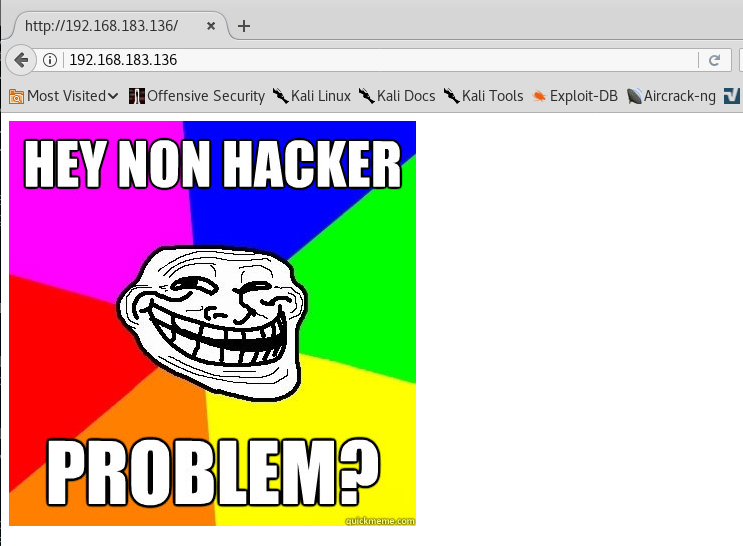 http://192.168.183.136/
192.168.183.136
Most Visited Offensive Security Kali Linux Kali Docs Kali Tools Exploit-DB Aircrack-ng
HEY NON HACKER
PROBLEM?
quickmeme.com